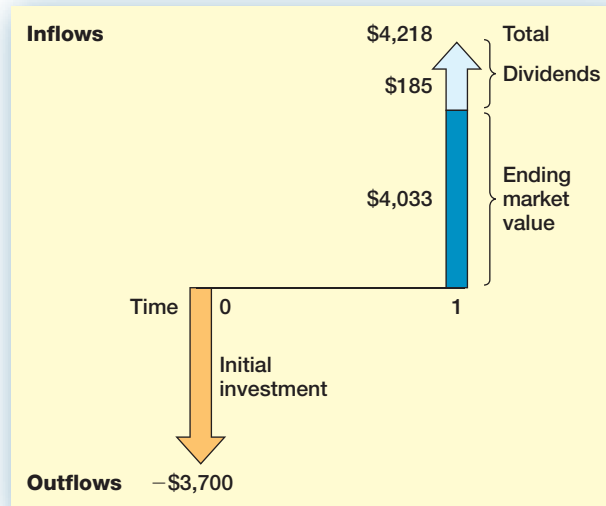 Inflows
$4,218 Total
$185 Dividends
$4,033 Ending
market
value
Time 0 1
Initial
investment
Outflows −$3,700